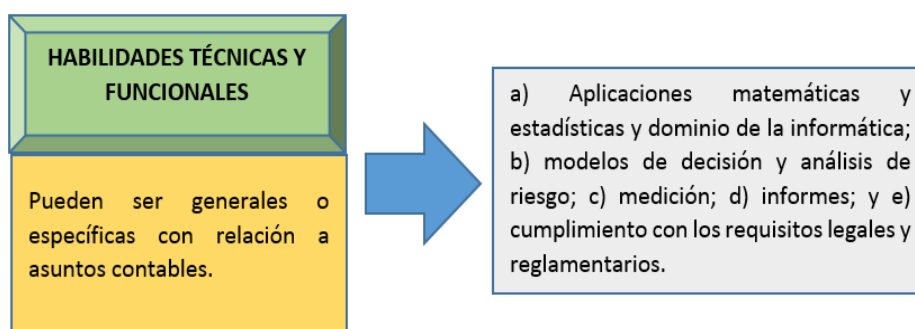 HABILIDADES TÉCNICAS Y
FUNCIONALES
Pueden ser generales o
específicas con relación a
asuntos contables.
a) Aplicaciones matemáticas y
estadísticas y dominio de la informática;
b) modelos de decisión y análisis de
riesgo; c) medición; d) informes; y e)
cumplimiento con los requisitos legales y
reglamentarios.